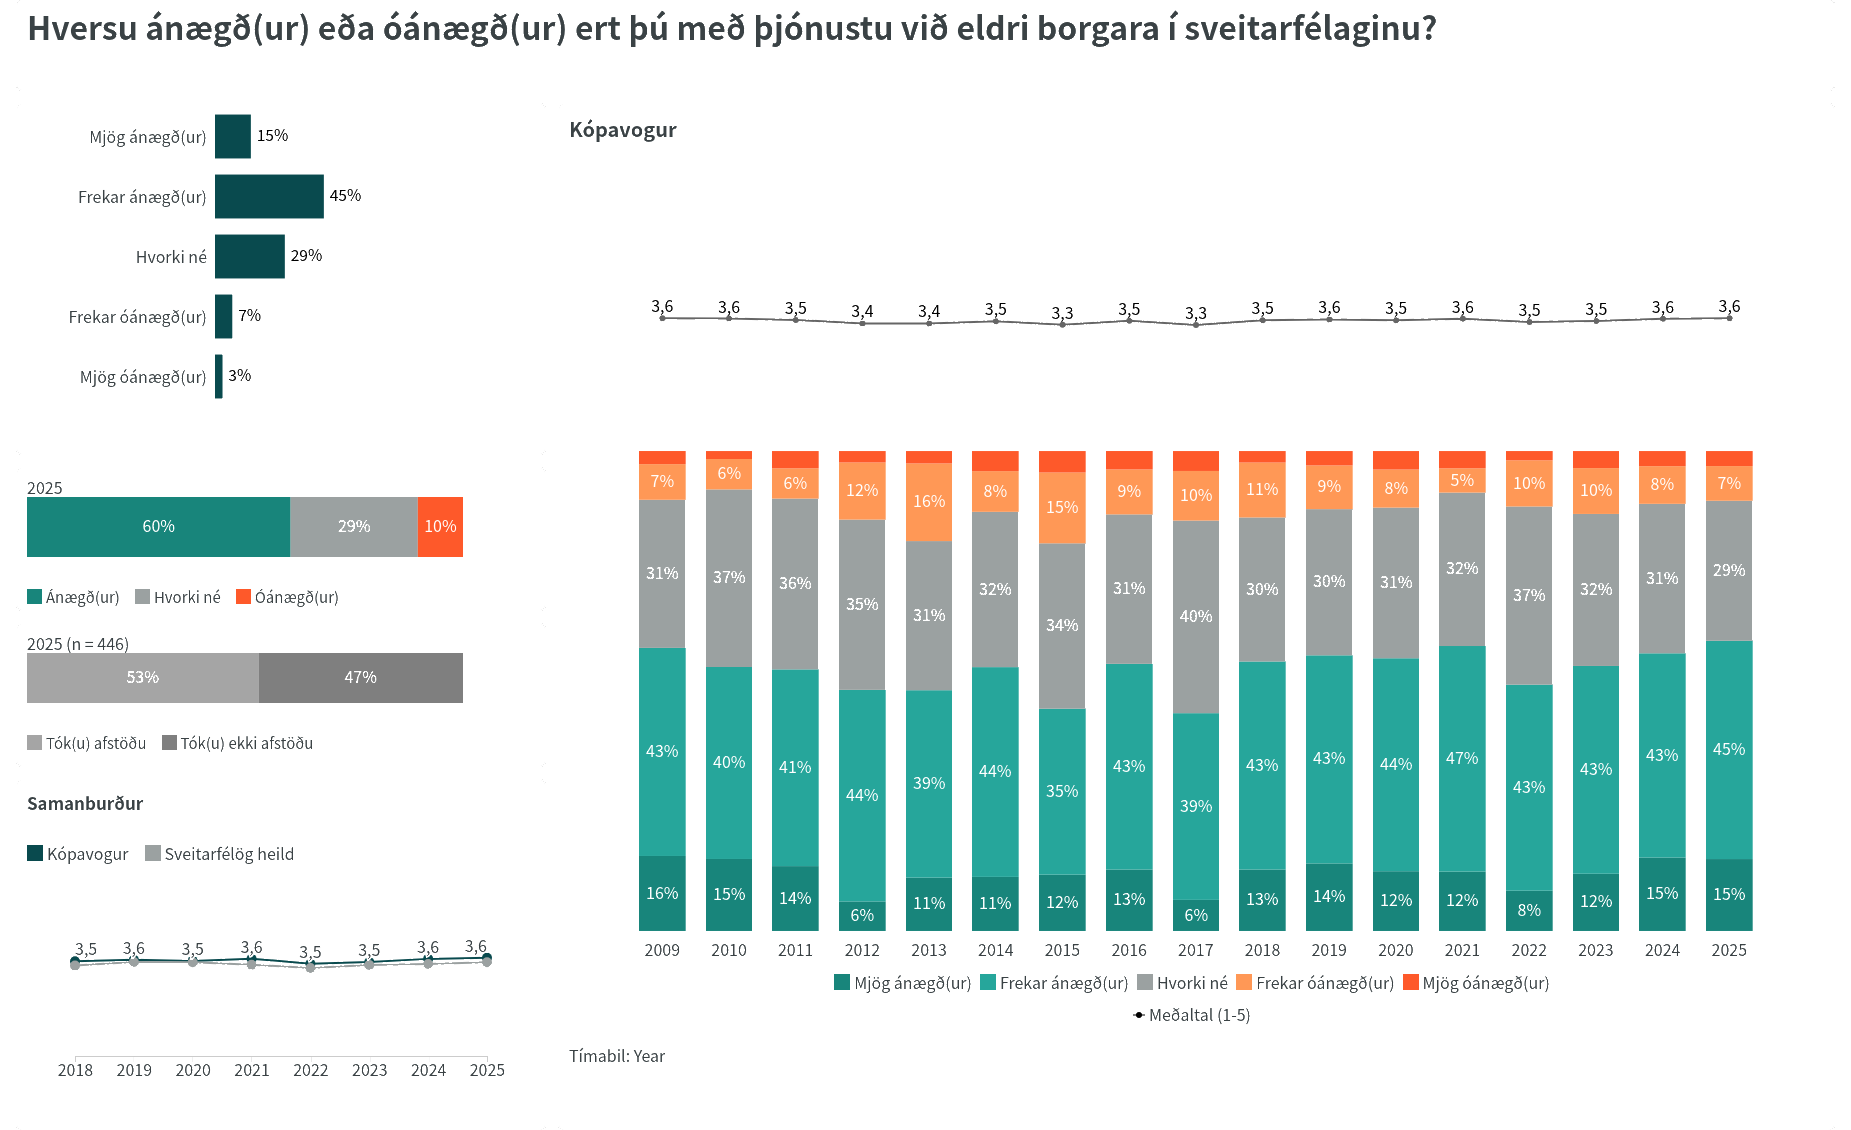 Hversu ánægð(ur) eða óánægð(ur) ert þú með þjónustu við eldri borgara í sveitarfélaginu?
Mjög ánægð(ur) 15%
Frekar ánægð(ur) 45%
Hvorki né 29%
Frekar óánægð(ur) 7%
Mjög óánægð(ur) 3%
2025
60% 29% 10%
Ánægð(ur) Hvorki né Óánægð(ur)
2025 (n = 446)
53% 47%
Tók(u) afstöðu Tók(u) ekki afstöðu
Samanburður
Kópavogur Sveitarfélög heild
3,5 3,6 3,5 3,6 3,5 3,5 3,6 3,6
2018 2019 2020 2021 2022 2023 2024 2025
Kópavogur
3,6 3,6 3,5 3,4 3,4 3,5 3,3 3,5 3,3 3,5 3,6 3,5 3,6 3,5 3,5 3,6 3,6
7% 6% 6% 12% 16% 8% 15% 9% 10% 11% 9% 8% 5% 10% 10% 8% 7%
31% 37% 36% 35% 31% 32% 34% 31% 40% 30% 30% 31% 32% 37% 32% 31% 29%
43% 40% 41% 44% 39% 44% 35% 43% 39% 43% 43% 44% 47% 43% 43% 43% 45%
16% 15% 14% 6% 11% 11% 12% 13% 6% 13% 14% 12% 12% 8% 12% 15% 15%
2009 2010 2011 2012 2013 2014 2015 2016 2017 2018 2019 2020 2021 2022 2023 2024 2025
Mjög ánægð(ur) Frekar ánægð(ur) Hvorki né Frekar óánægð(ur) Mjög óánægð(ur)
Meðaltal (1-5)
Tímabil: Year